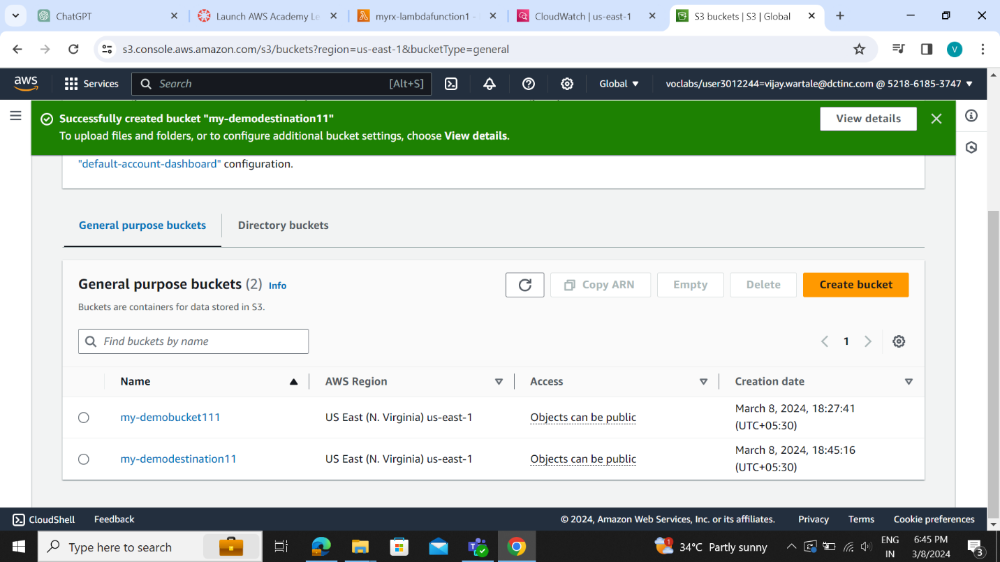 ChatGPT
Launch AWS Academy Le
myrx-lambdafunction1 -
CloudWatch | us-east-1
S3 buckets | S3 | Global
s3.console.aws.amazon.com/s3/buckets?region=us-east-1&bucketType=general
V
aws
Services
Search
[Alt+S]
Global
voclabs/user3012244=vijay.wartale@dctinc.com @ 5218-6185-3747
Successfully created bucket "my-demodestination11"
To upload files and folders, or to configure additional bucket settings, choose View details.
View details
"default-account-dashboard" configuration.
General purpose buckets
Directory buckets
General purpose buckets (2) Info
Buckets are containers for data stored in S3.
Copy ARN
Empty
Delete
Create bucket
Find buckets by name
1
Name
AWS Region
Access
Creation date
my-demobucket111
US East (N. Virginia) us-east-1
Objects can be public
March 8, 2024, 18:27:41
(UTC+05:30)
my-demodestination11
US East (N. Virginia) us-east-1
Objects can be public
March 8, 2024, 18:45:16
(UTC+05:30)
CloudShell
Feedback
© 2024, Amazon Web Services, Inc. or its affiliates.
Privacy
Terms
Cookie preferences
Type here to search
1
34°C Partly sunny
ENG
IN
6:45 PM
3/8/2024
3